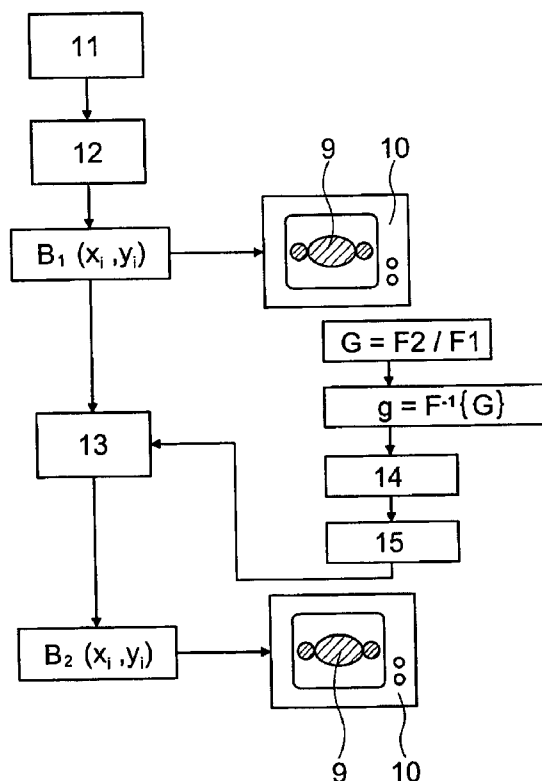 11
12
9
10
B₁ (xᵢ ,yᵢ)
G = F2 / F1
g = F⁻¹{G}
13
14
15
B₂ (xᵢ ,yᵢ)
10
9